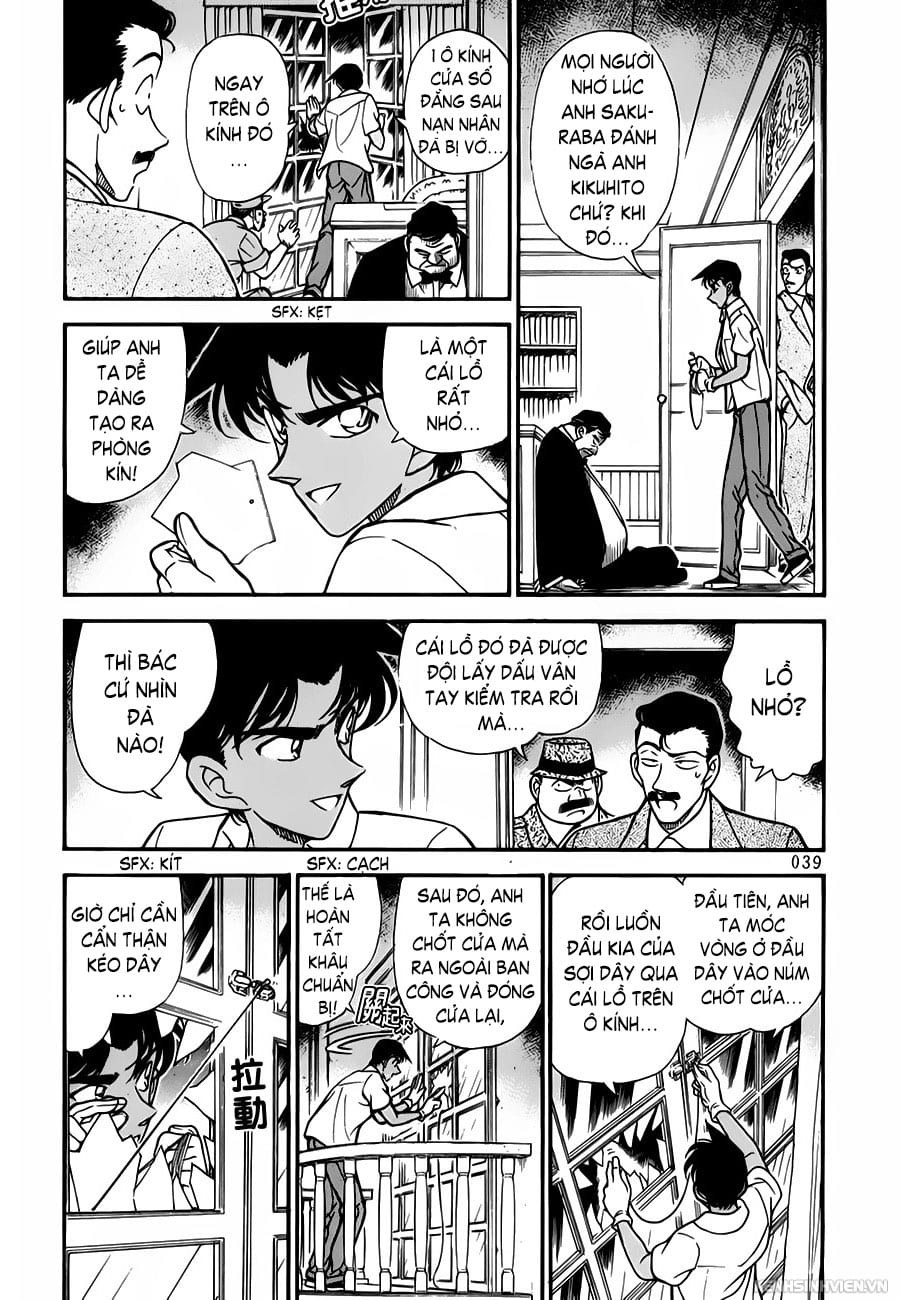 MỌI NGƯỜI
NHỚ LÚC
ANH SAKU-
RABA ĐÁNH
NGÃ ANH
KIKUHITO
CHỨ? KHI
ĐÓ...
1 Ô KÍNH
CỬA SỔ
ĐẰNG SAU
NẠN NHÂN
ĐÃ BỊ VỠ...
NGAY
TRÊN Ô
KÍNH ĐÓ
...
SFX: KẸT
LÀ MỘT
CÁI LỖ
RẤT
NHỎ...
GIÚP ANH
TA DỄ
DÀNG
TẠO RA
PHÒNG
KÍN!
LỖ
NHỎ?
CÁI LỖ ĐÓ ĐÃ ĐƯỢC
ĐỘI LẤY DẤU VÂN
TAY KIỂM TRA RỒI
MÀ...
THÌ BÁC
CỨ NHÌN
ĐÃ
NÀO!
SFX: KÍT
SFX: CẠCH
039
ĐẦU TIÊN, ANH
TA MÓC
VÒNG Ở ĐẦU
DÂY VÀO NÚM
CHỐT CỬA...
RỒI LUỒN
ĐẦU KIA CỦA
SỢI DÂY QUA
CÁI LỖ TRÊN
Ô KÍNH...
SAU ĐÓ, ANH
TA KHÔNG
CHỐT CỬA MÀ
RA NGOÀI BAN
CÔNG VÀ ĐÓNG
CỬA LẠI,
THẾ LÀ
HOÀN
TẤT
KHÂU
CHUẨN
BỊ!
關起來
GIỜ CHỈ CẦN
CẨN THẬN
KÉO DÂY
...
拉動